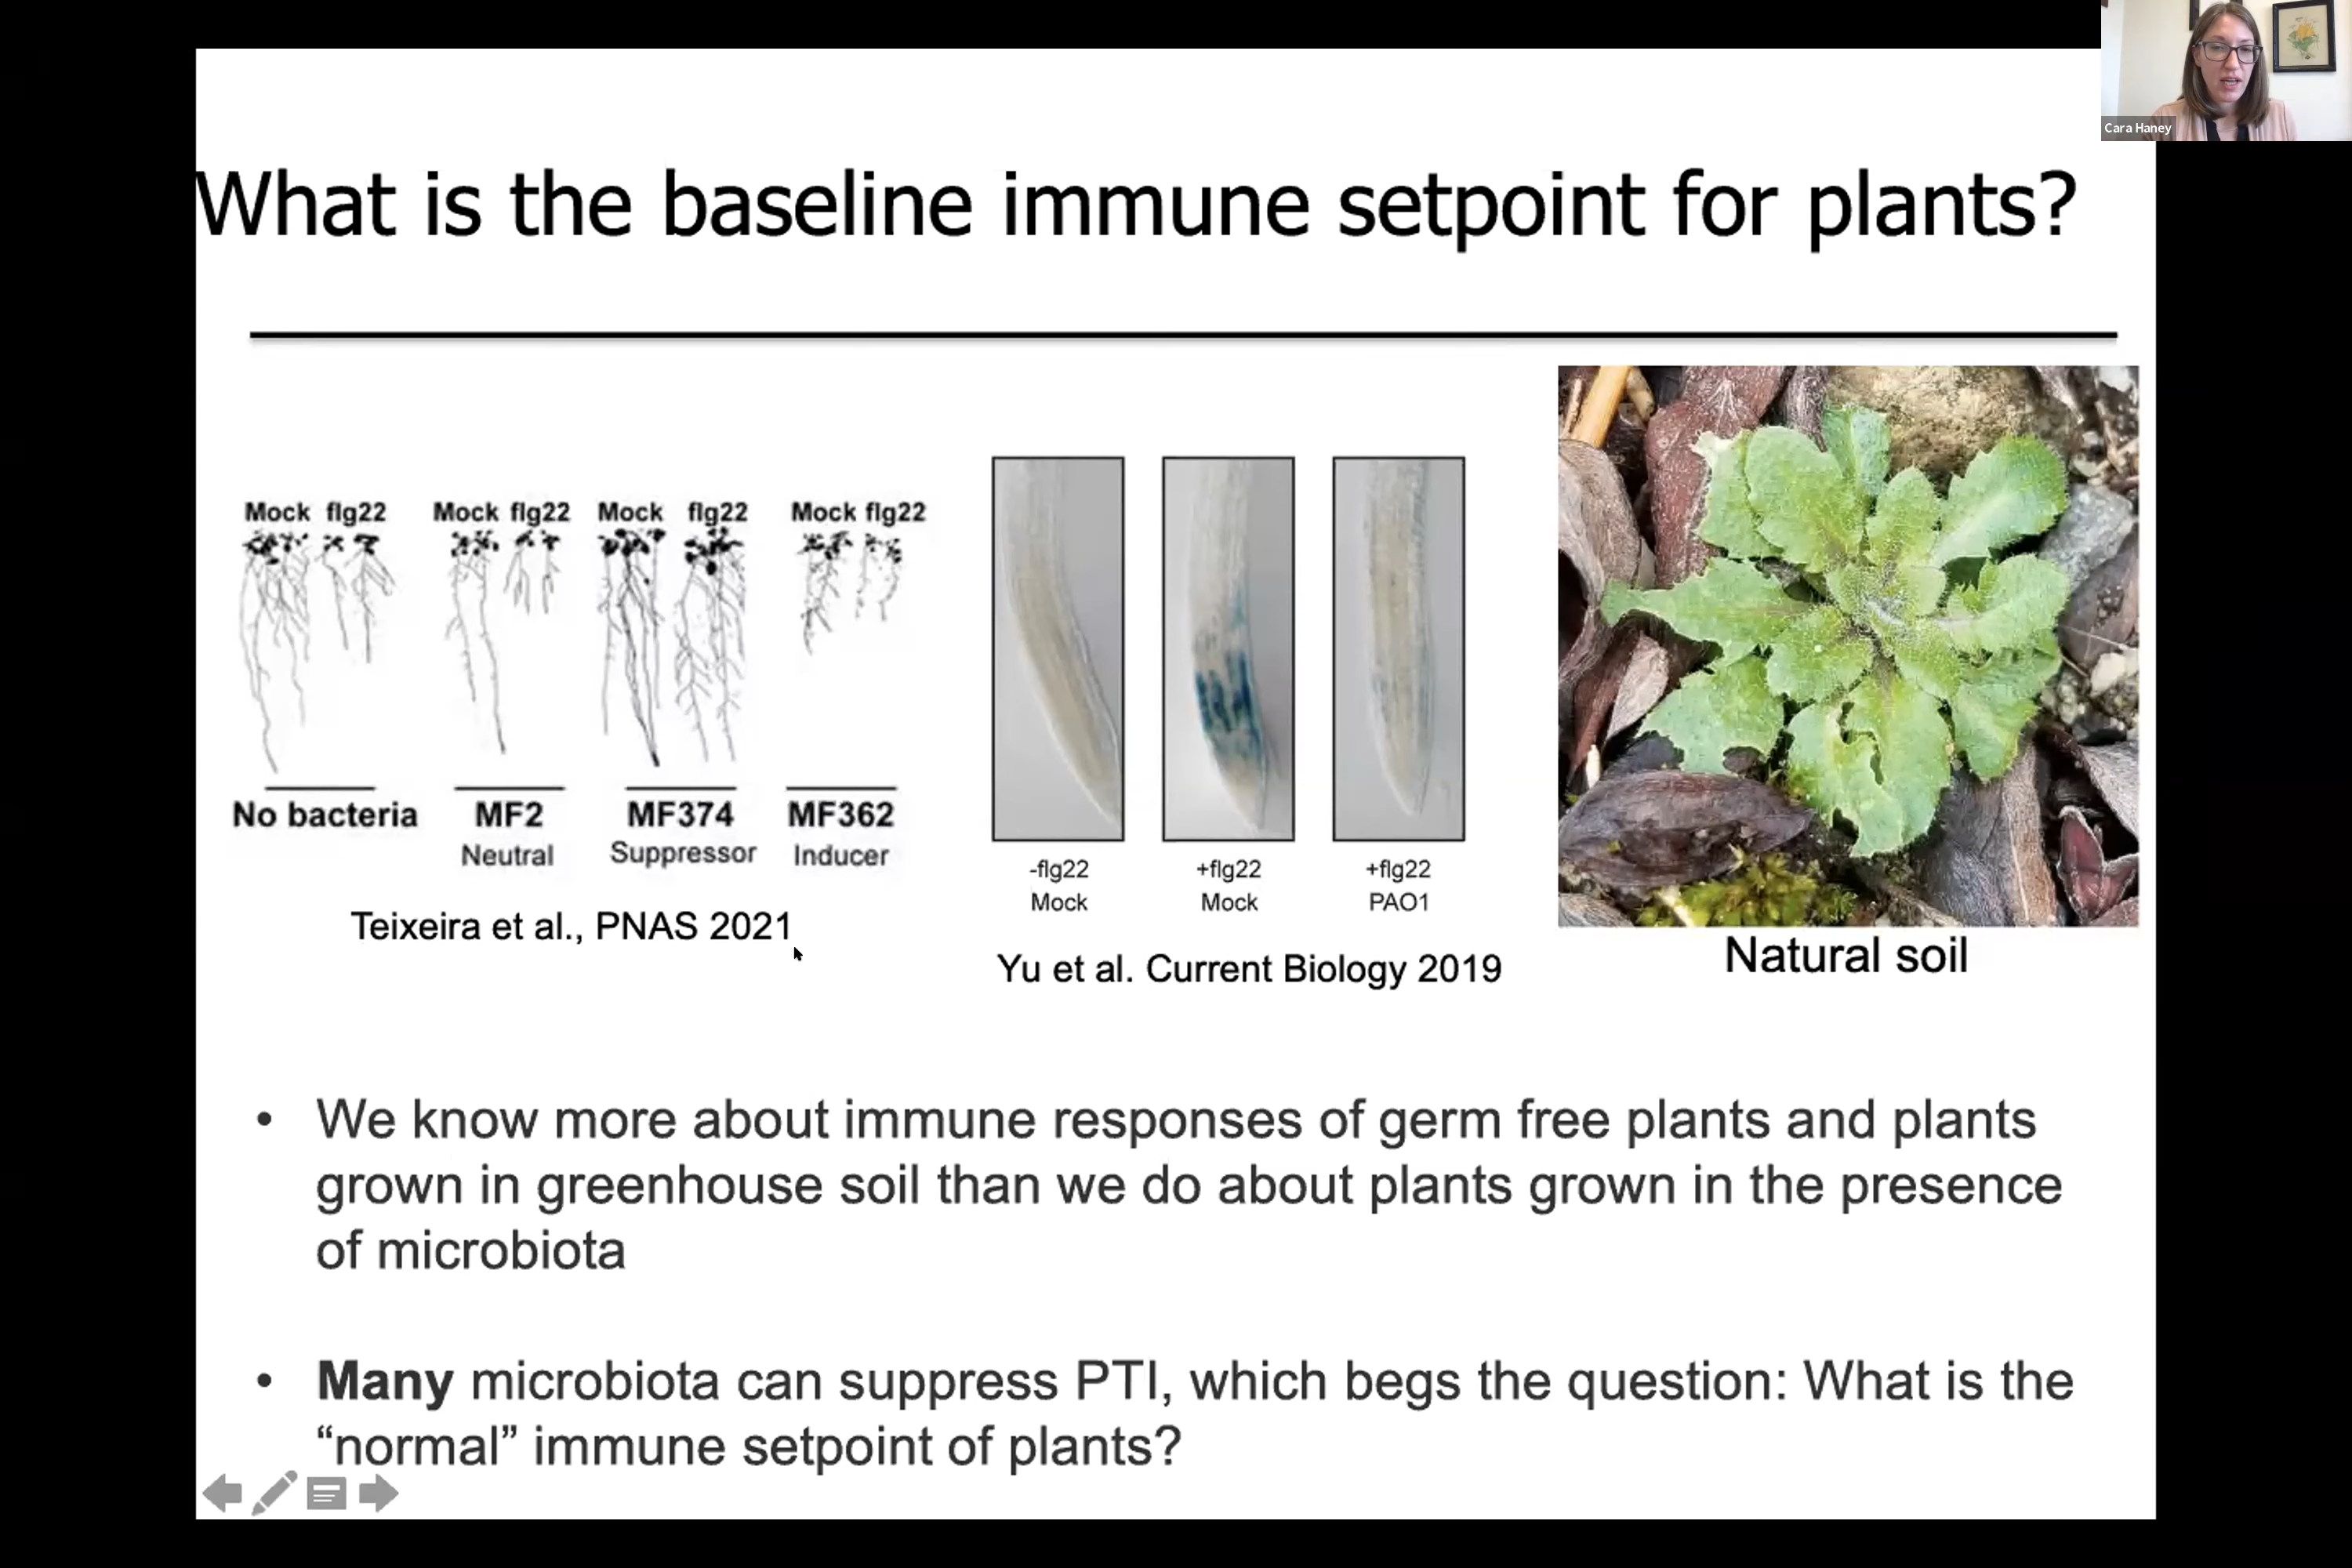 Cara Haney
What is the baseline immune setpoint for plants?
Mock flg22 Mock flg22 Mock flg22 Mock flg22
No bacteria MF2 MF374 MF362
Neutral Suppressor Inducer
Teixeira et al., PNAS 2021
-flg22 +flg22 +flg22
Mock Mock PAO1
Yu et al. Current Biology 2019
Natural soil
• We know more about immune responses of germ free plants and plants
grown in greenhouse soil than we do about plants grown in the presence
of microbiota
• Many microbiota can suppress PTI, which begs the question: What is the
“normal” immune setpoint of plants?